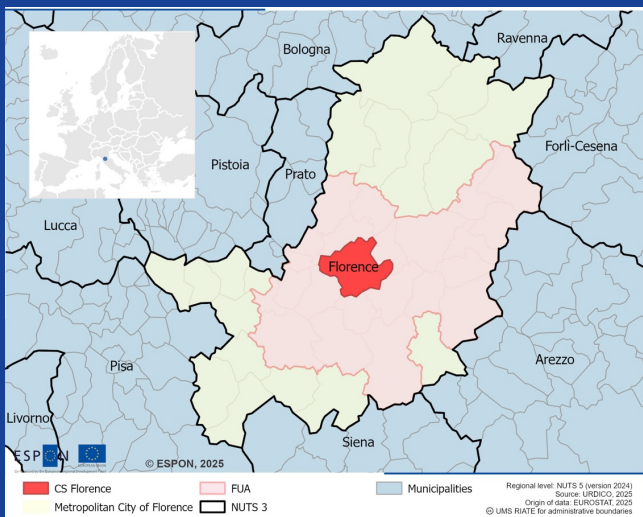 Bologna
Ravenna
Pistoia
Prato
Forli-Cesena
Lucca
Florence
Pisa
Arezzo
Livorno
Siena
ESPON
© ESPON, 2025
CS Florence
FUA
Municipalities
Metropolitan City of Florence
NUTS 3
Regional level: NUTS 5 (version 2024)
Source: URDICO, 2025
Origin of data: EUROSTAT, 2025
© UMS RIATE for administrative boundaries